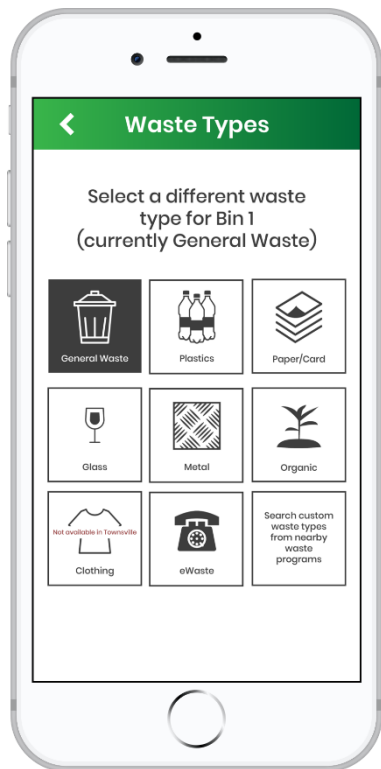 Waste Types
Select a different waste
type for Bin 1
(currently General Waste)
General Waste
Plastics
Paper/Card
Glass
Metal
Organic
Not available in Townsville
Clothing
eWaste
Search custom
waste types
from nearby
waste
programs